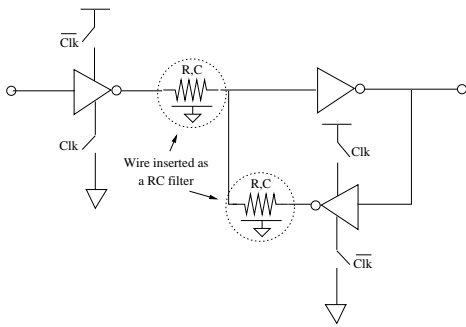 Clk
R,C
Clk
Clk
Wire inserted as
a RC filter
R,C
Clk